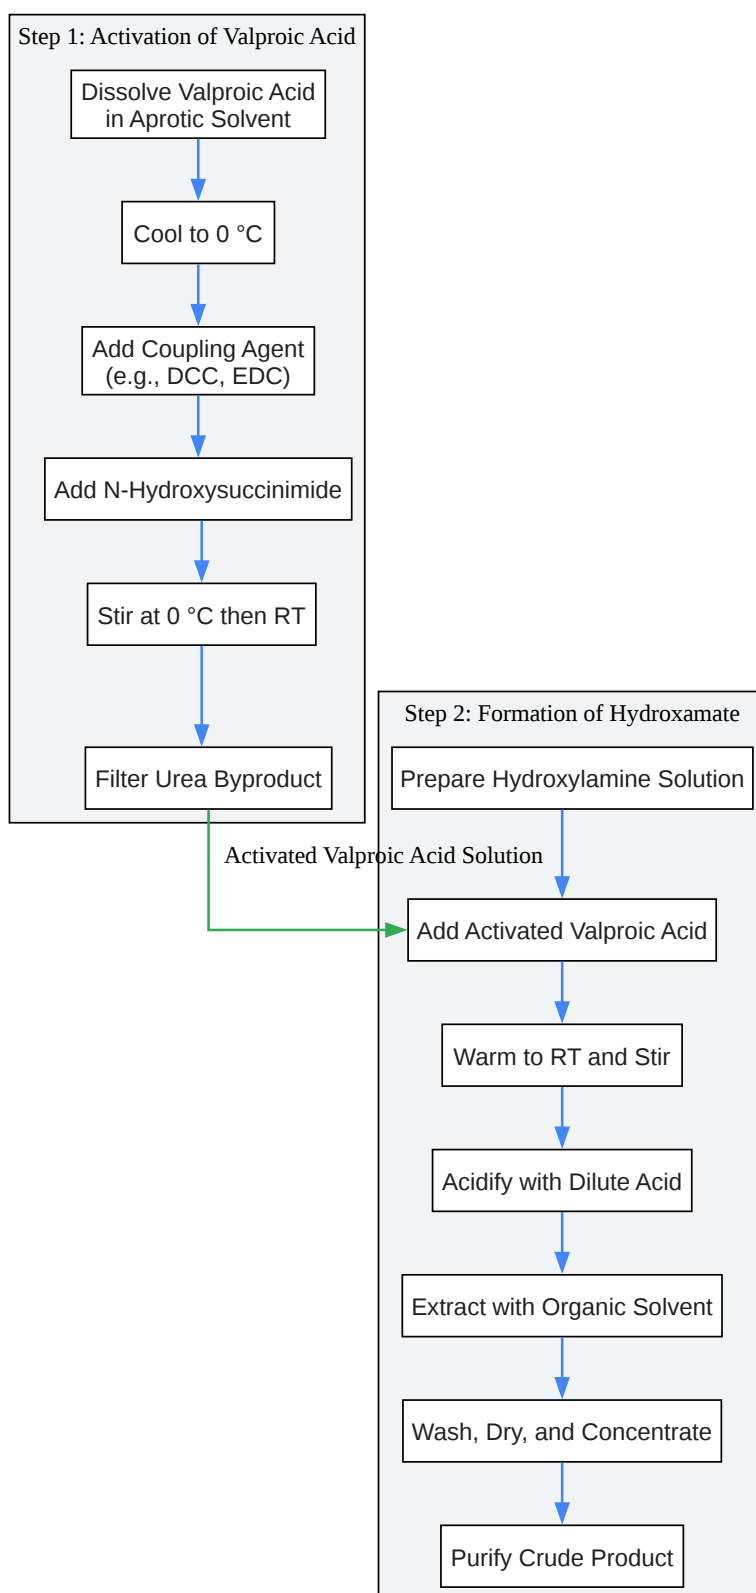 Step 1: Activation of Valproic Acid
Dissolve Valproic Acid
in Aprotic Solvent
Cool to 0 °C
Add Coupling Agent
(e.g., DCC, EDC)
Add N-Hydroxysuccinimide
Stir at 0 °C then RT
Filter Urea Byproduct
Activated Valproic Acid Solution
Step 2: Formation of Hydroxamate
Prepare Hydroxylamine Solution
Add Activated Valproic Acid
Warm to RT and Stir
Acidify with Dilute Acid
Extract with Organic Solvent
Wash, Dry, and Concentrate
Purify Crude Product